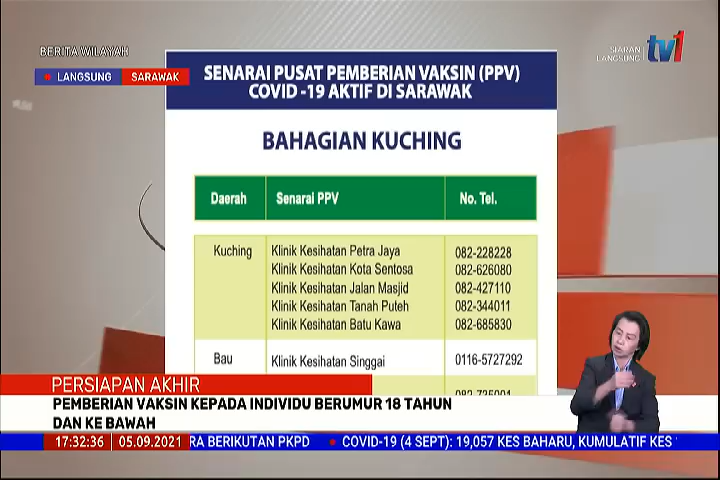 BERITA WILAYAH
LANGSUNG SARAWAK
SIARAN LANGSUNG tv1
SENARAI PUSAT PEMBERIAN VAKSIN (PPV)
COVID -19 AKTIF DI SARAWAK
BAHAGIAN KUCHING
Daerah Senarai PPV No. Tel.
Kuching Klinik Kesihatan Petra Jaya 082-228228
Klinik Kesihatan Kota Sentosa 082-626080
Klinik Kesihatan Jalan Masjid 082-427110
Klinik Kesihatan Tanah Puteh 082-344011
Klinik Kesihatan Batu Kawa 082-685830
Bau Klinik Kesihatan Singgai 0116-5727292
PERSIAPAN AKHIR
PEMBERIAN VAKSIN KEPADA INDIVIDU BERUMUR 18 TAHUN
DAN KE BAWAH
17:32:36 05.09.2021 RA BERIKUTAN PKPD • COVID-19 (4 SEPT): 19,057 KES BAHARU, KUMULATIF KES